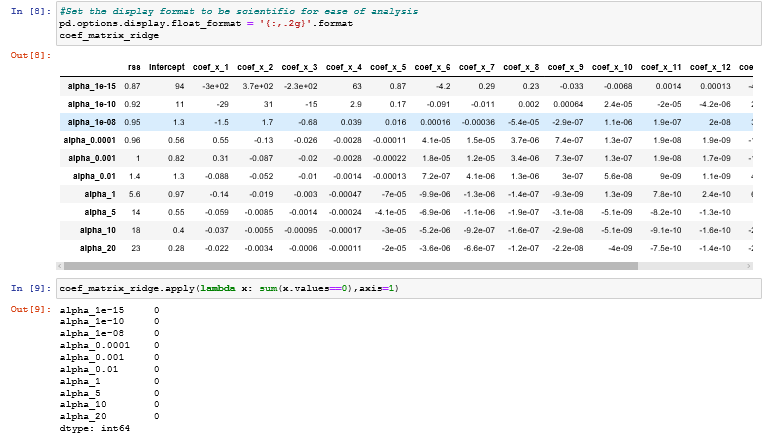 In [8]: #Set the display format to be scientific for ease of analysis
pd.options.display.float_format = '{:,.2g}'.format
coef_matrix_ridge
Out[8]:
rss intercept coef_x_1 coef_x_2 coef_x_3 coef_x_4 coef_x_5 coef_x_6 coef_x_7 coef_x_8 coef_x_9 coef_x_10 coef_x_11 coef_x_12 coe
alpha_1e-15 0.87 94 -3e+02 3.7e+02 -2.3e+02 63 0.87 -4.2 0.29 0.23 -0.033 -0.0068 0.0014 0.00013
alpha_1e-10 0.92 11 -29 31 -15 2.9 0.17 -0.091 -0.011 0.002 0.00064 2.4e-05 -2e-05 -4.2e-06
alpha_1e-08 0.95 1.3 -1.5 1.7 -0.68 0.039 0.016 0.00016 -0.00036 -5.4e-05 -2.9e-07 1.1e-06 1.9e-07 2e-08
alpha_0.0001 0.96 0.56 0.55 -0.13 -0.026 -0.0028 -0.00011 4.1e-05 1.5e-05 3.7e-06 7.4e-07 1.3e-07 1.9e-08 1.9e-09
alpha_0.001 1 0.82 0.31 -0.087 -0.02 -0.0028 -0.00022 1.8e-05 1.2e-05 3.4e-06 7.3e-07 1.3e-07 1.9e-08 1.7e-09
alpha_0.01 1.4 1.3 -0.088 -0.052 -0.01 -0.0014 -0.00013 7.2e-07 4.1e-06 1.3e-06 3e-07 5.6e-08 9e-09 1.1e-09
alpha_1 5.6 0.97 -0.14 -0.019 -0.003 -0.00047 -7e-05 -9.9e-06 -1.3e-06 -1.4e-07 -9.3e-09 1.3e-09 7.8e-10 2.4e-10
alpha_5 14 0.55 -0.059 -0.0085 -0.0014 -0.00024 -4.1e-05 -6.9e-06 -1.1e-06 -1.9e-07 -3.1e-08 -5.1e-09 -8.2e-10 -1.3e-10
alpha_10 18 0.4 -0.037 -0.0055 -0.00095 -0.00017 -3e-05 -5.2e-06 -9.2e-07 -1.6e-07 -2.9e-08 -5.1e-09 -9.1e-10 -1.6e-10
alpha_20 23 0.28 -0.022 -0.0034 -0.0006 -0.00011 -2e-05 -3.6e-06 -6.6e-07 -1.2e-07 -2.2e-08 -4e-09 -7.5e-10 -1.4e-10
In [9]: coef_matrix_ridge.apply(lambda x: sum(x.values==0),axis=1)
Out[9]: alpha_1e-15 0
alpha_1e-10 0
alpha_1e-08 0
alpha_0.0001 0
alpha_0.001 0
alpha_0.01 0
alpha_1 0
alpha_5 0
alpha_10 0
alpha_20 0
dtype: int64